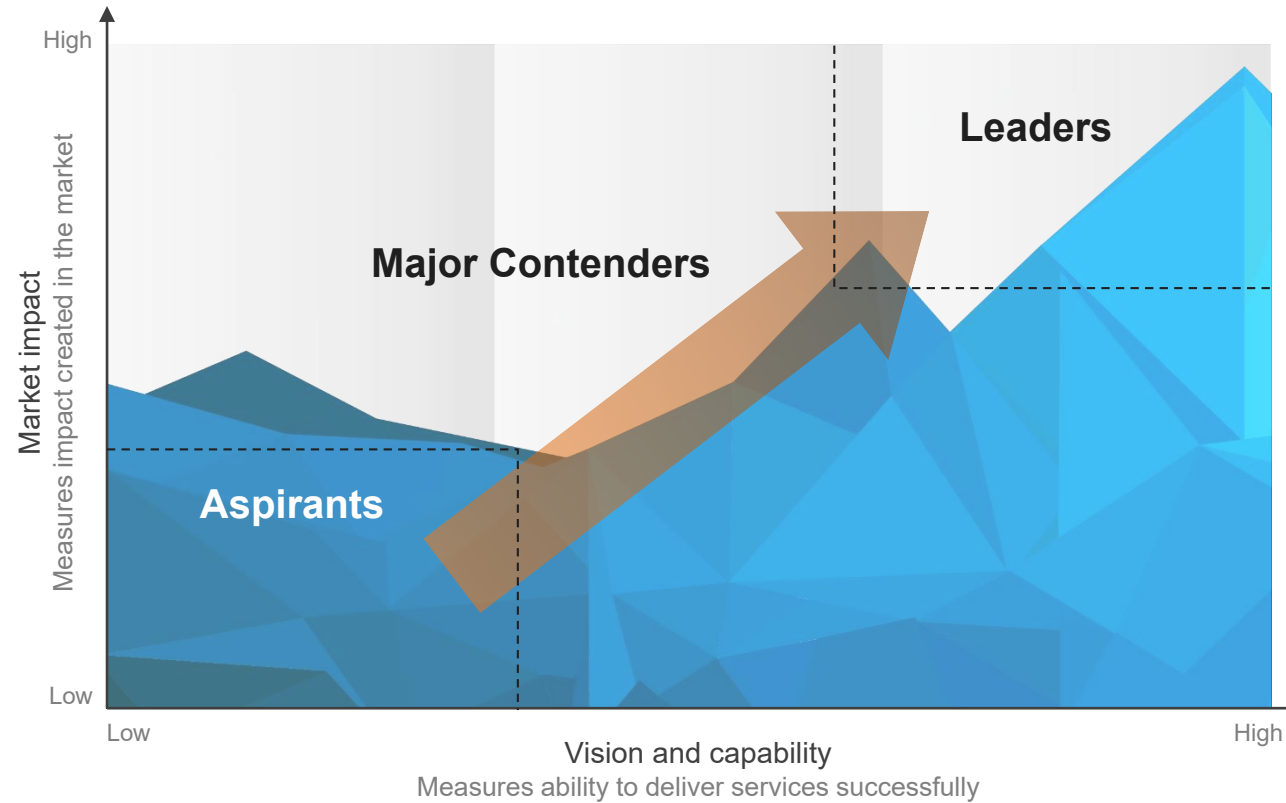 High
Leaders
Major Contenders
Market impact
Measures impact created in the market
Aspirants
Low
Low
High
Vision and capability
Measures ability to deliver services successfully